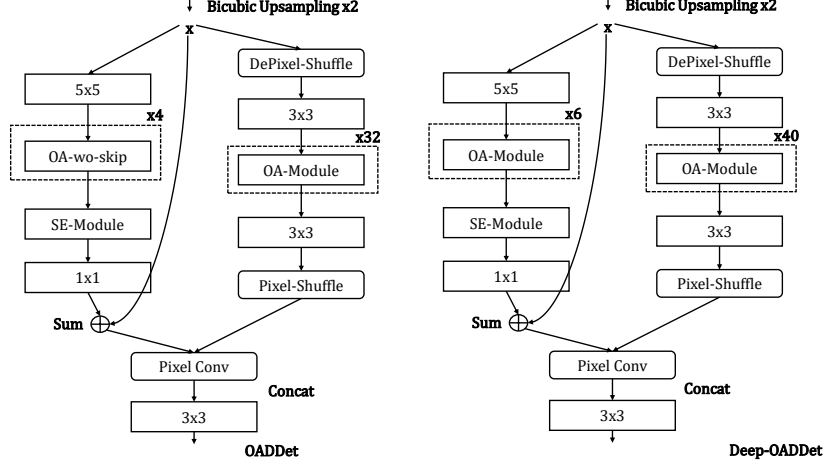 Bicubic Upsampling x2
x
DePixel-Shuffle
5x5
3x3
x4
x32
OA-wo-skip
OA-Module
SE-Module
3x3
1x1
Pixel-Shuffle
Sum
Pixel Conv
Concat
3x3
OADDet
Bicubic Upsampling x2
x
DePixel-Shuffle
5x5
3x3
x6
x40
OA-Module
OA-Module
SE-Module
3x3
1x1
Pixel-Shuffle
Sum
Pixel Conv
Concat
3x3
Deep-OADDet